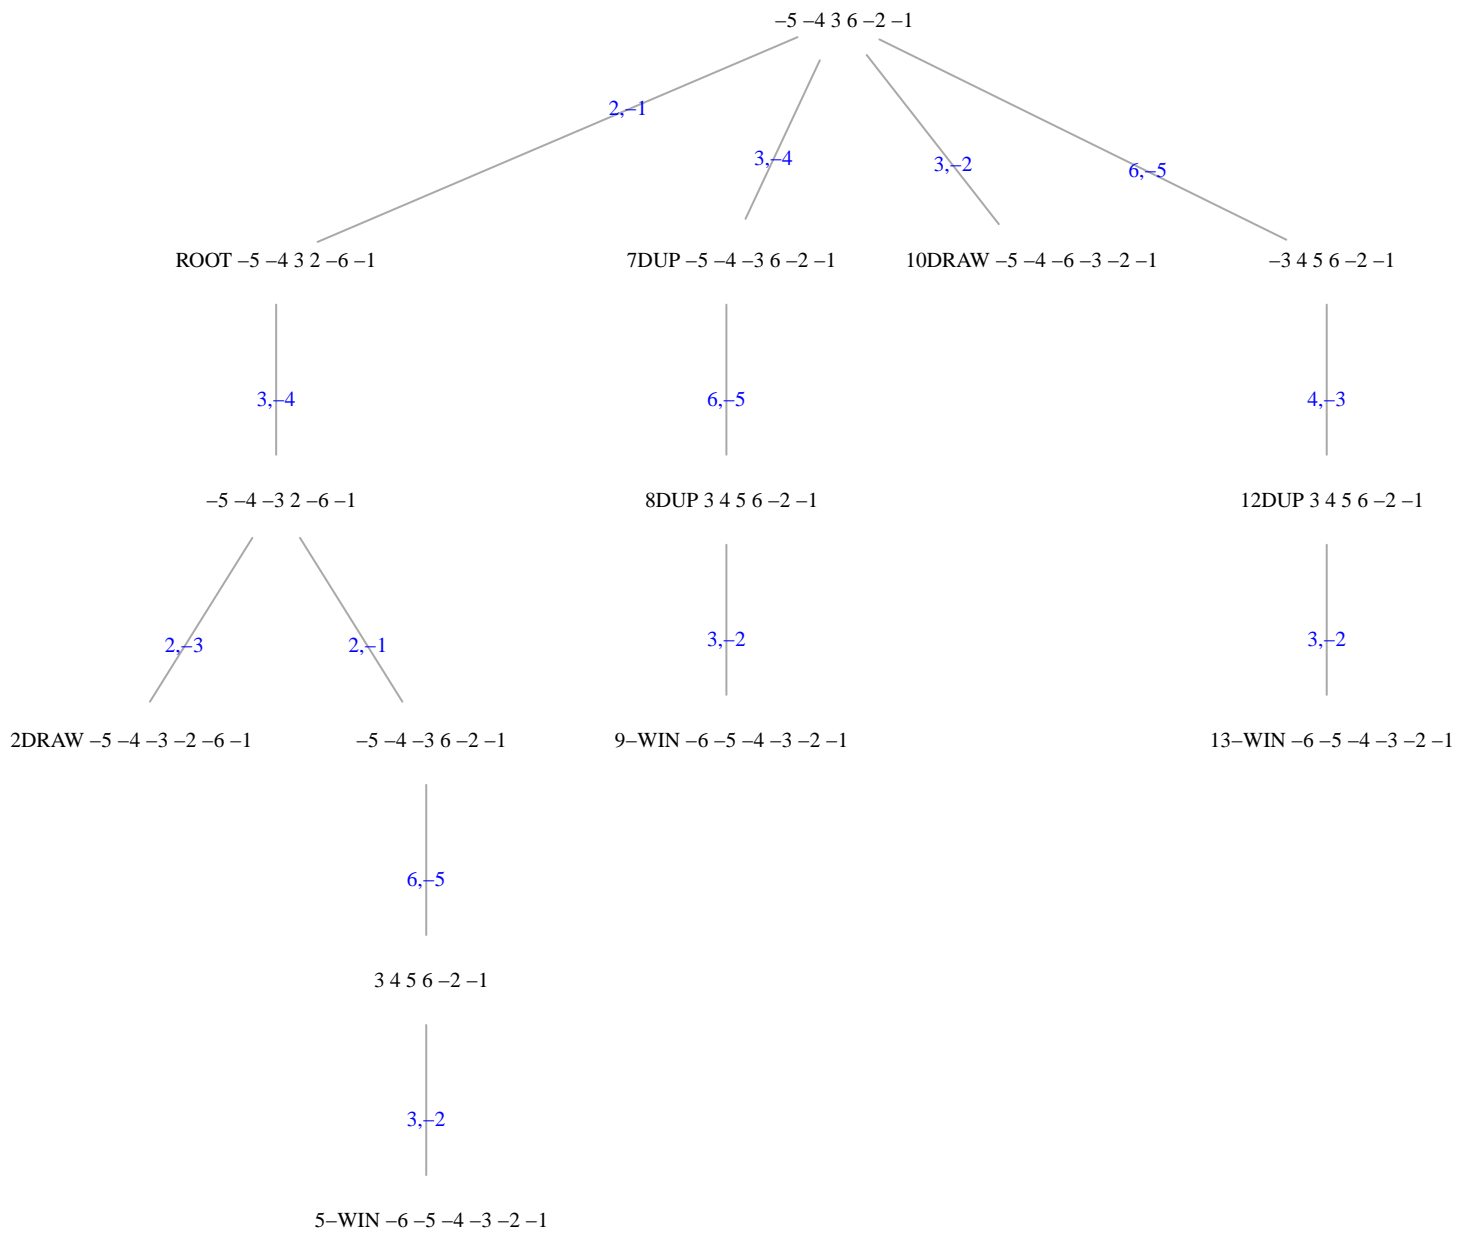 –5 –4 3 6 –2 –1
2,–1
3,–4
3,–2
6,–5
ROOT –5 –4 3 2 –6 –1
7DUP –5 –4 –3 6 –2 –1
10DRAW –5 –4 –6 –3 –2 –1
–3 4 5 6 –2 –1
3,–4
6,–5
4,–3
–5 –4 –3 2 –6 –1
8DUP 3 4 5 6 –2 –1
12DUP 3 4 5 6 –2 –1
2,–3
2,–1
3,–2
3,–2
2DRAW –5 –4 –3 –2 –6 –1
–5 –4 –3 6 –2 –1
9–WIN –6 –5 –4 –3 –2 –1
13–WIN –6 –5 –4 –3 –2 –1
6,–5
3 4 5 6 –2 –1
3,–2
5–WIN –6 –5 –4 –3 –2 –1